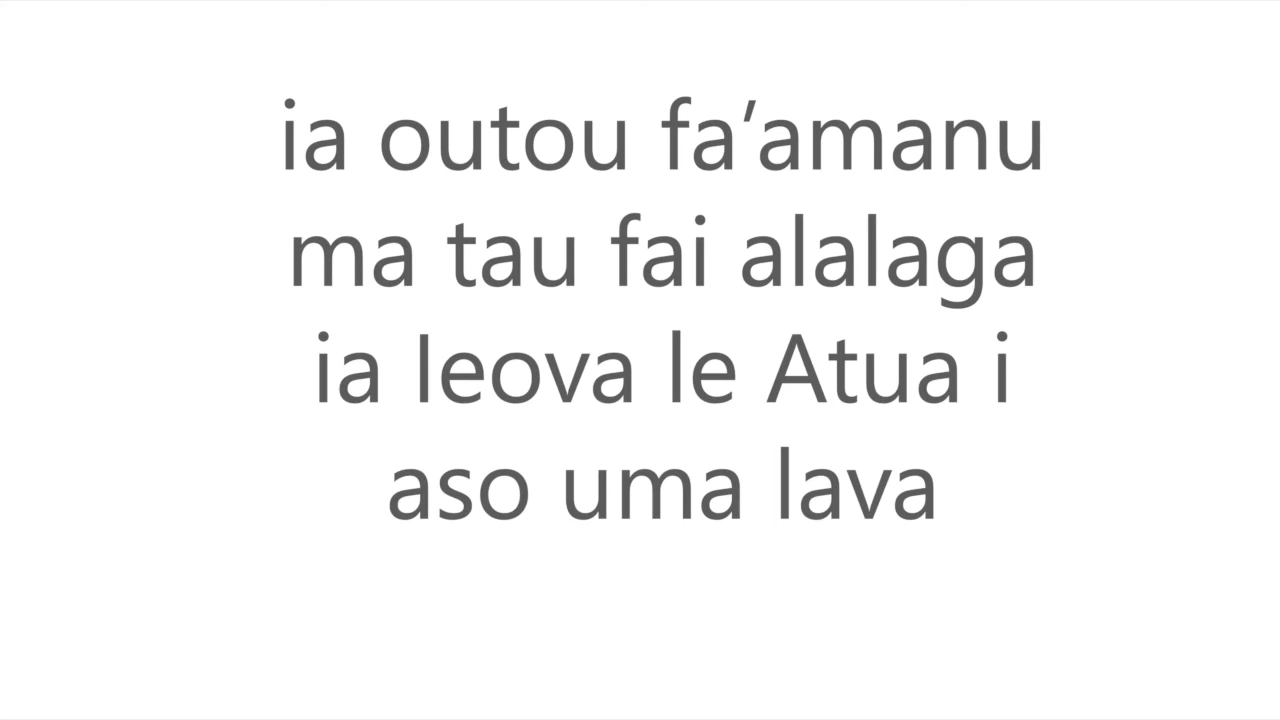 ia outou fa’amanu
ma tau fai alalaga
ia Ieova le Atua i
aso uma lava